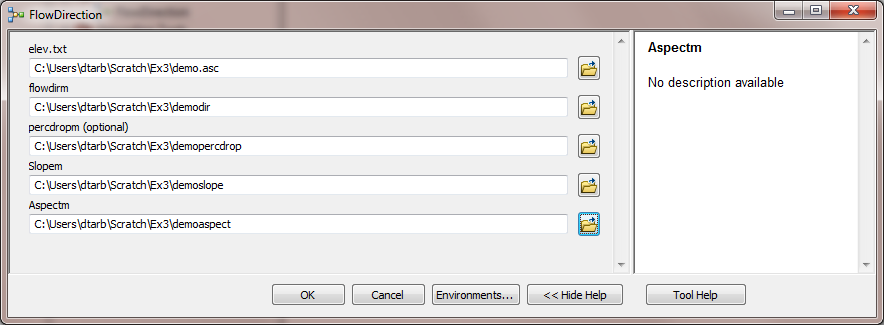 FlowDirection
elev.txt
C:\Users\dtarb\Scratch\Ex3\demo.asc
flowdirm
C:\Users\dtarb\Scratch\Ex3\demodir
percdropm (optional)
C:\Users\dtarb\Scratch\Ex3\demopercdrop
Slopem
C:\Users\dtarb\Scratch\Ex3\demoslope
Aspectm
C:\Users\dtarb\Scratch\Ex3\demoaspect
Aspectm
No description available
OK
Cancel
Environments...
<< Hide Help
Tool Help